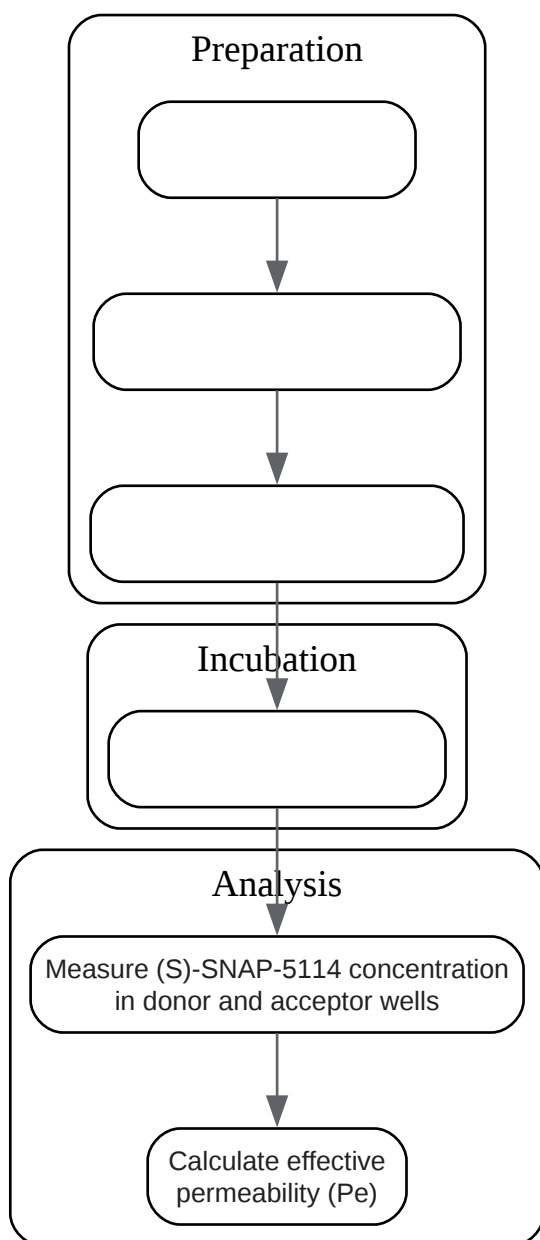 Preparation
Incubation
Analysis
Measure (S)-SNAP-5114 concentration
in donor and acceptor wells
Calculate effective
permeability (Pe)